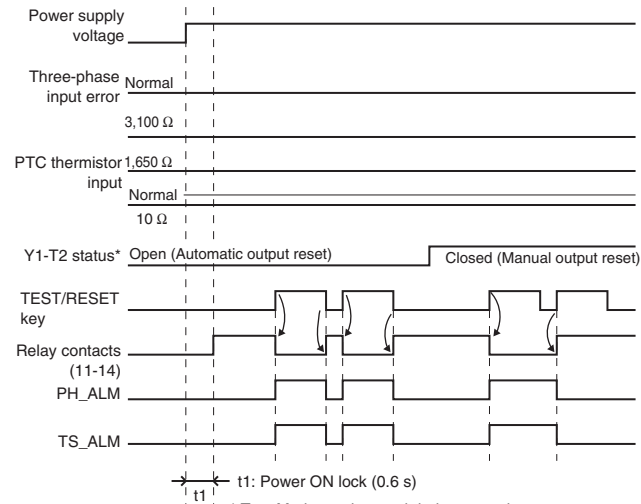 Power supply
voltage
Three-phase
input error
Normal
3,100 Ω
PTC thermistor
input
1,650 Ω
Normal
10 Ω
Y1-T2 status* Open (Automatic output reset) Closed (Manual output reset)
TEST/RESET
key
Relay contacts
(11-14)
PH_ALM
TS_ALM
t1: Power ON lock (0.6 s)
t1